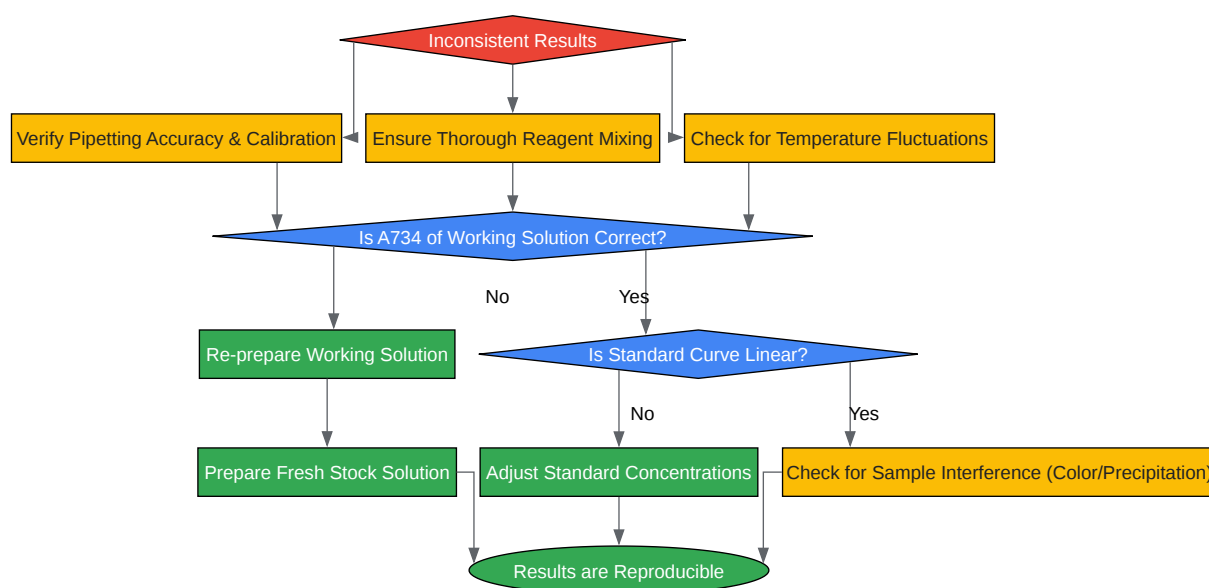 Inconsistent Results
Verify Pipetting Accuracy & Calibration
Ensure Thorough Reagent Mixing
Check for Temperature Fluctuations
Is A734 of Working Solution Correct?
No
Yes
Re-prepare Working Solution
Is Standard Curve Linear?
No
Yes
Prepare Fresh Stock Solution
Adjust Standard Concentrations
Check for Sample Interference (Color/Precipitation)
Results are Reproducible